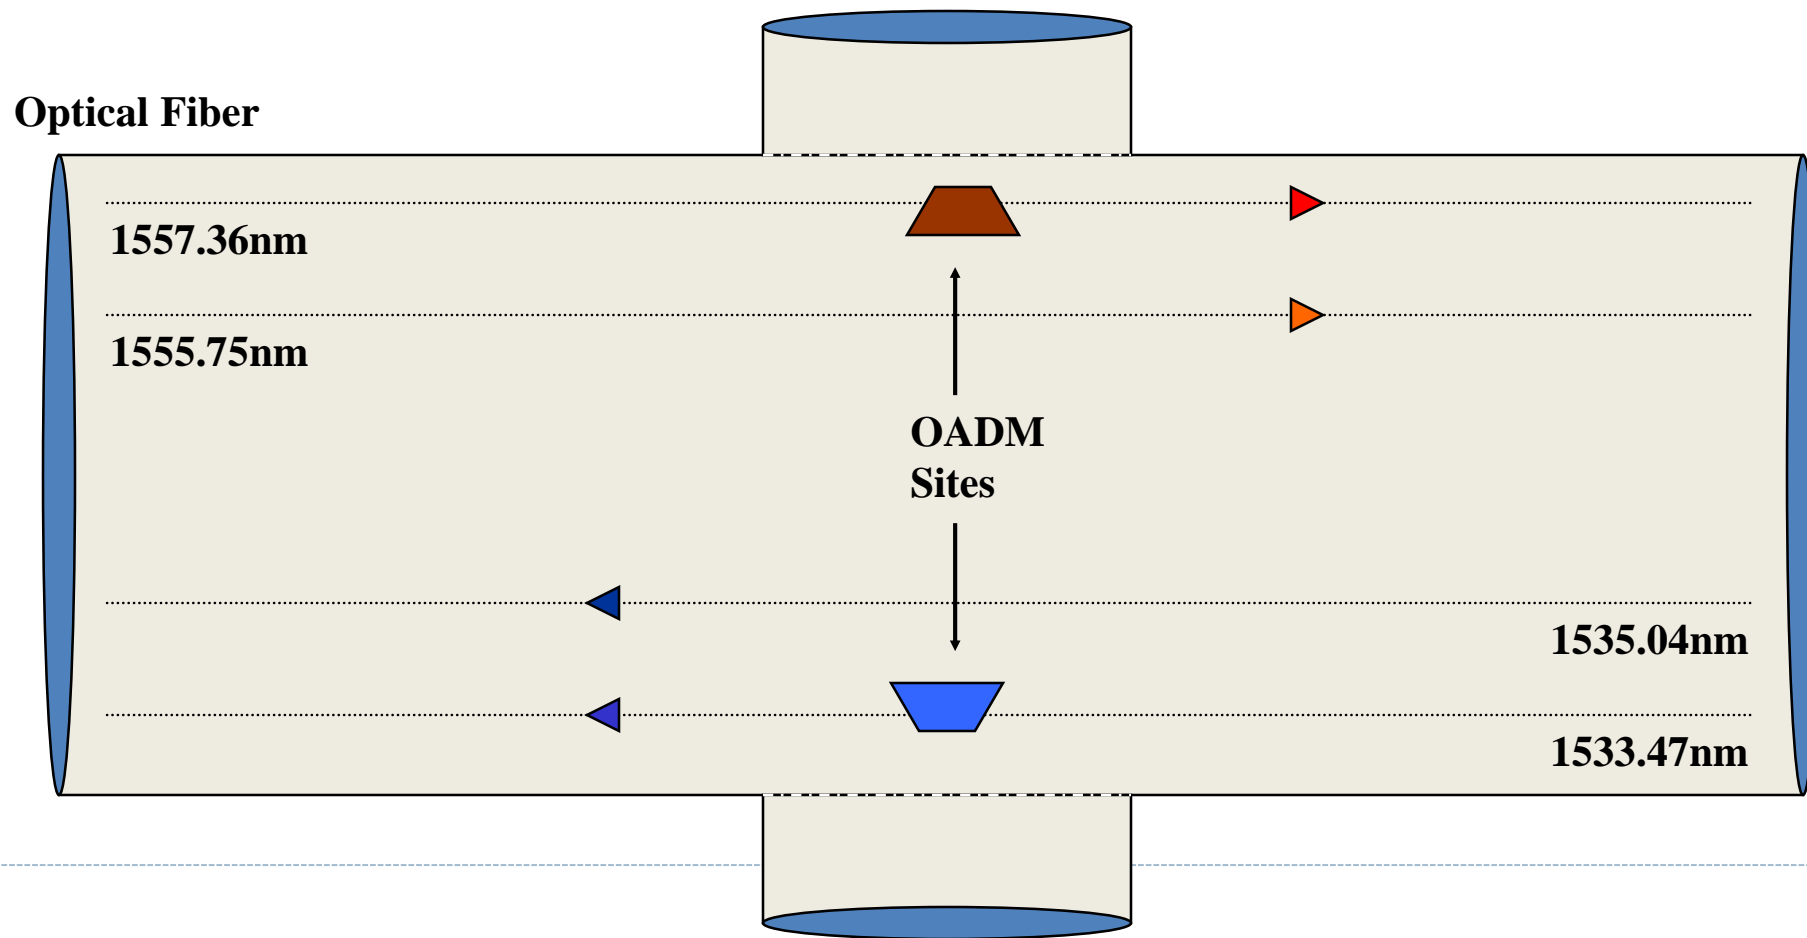 Optical Fiber
1557.36nm
1555.75nm
OADM
Sites
1535.04nm
1533.47nm